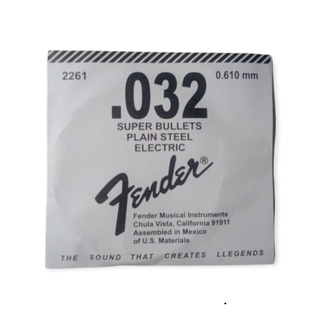 2261 0.610 mm
.032
SUPER BULLETS
PLAIN STEEL
ELECTRIC
Fender®
Fender Musical Instruments
Chula Vista, California 91911
Assembled in Mexico
of U.S. Materials
THE SOUND THAT CREATES LLEGENDS